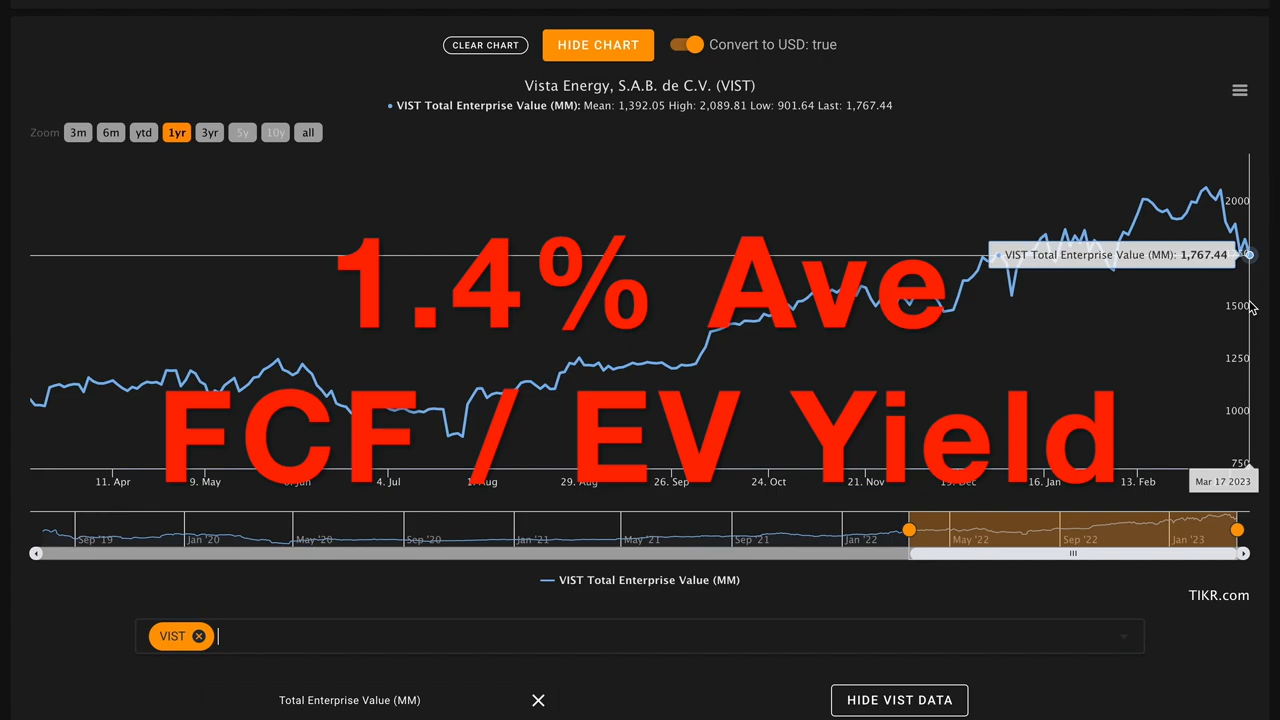 CLEAR CHART HIDE CHART Convert to USD: true
Vista Energy, S.A.B. de C.V. (VIST)
VIST Total Enterprise Value (MM): Mean: 1,392.05 High: 2,089.81 Low: 901.64 Last: 1,767.44
Zoom 3m 6m ytd 1yr 3yr 5y 10y all
2000
VIST Total Enterprise Value (MM): 1,767.44
1.4% Ave
1500
1250
1000
FCF / EV Yield
750
11. Apr 9. May 6. Jun 4. Jul 1. Aug 29. Aug 26. Sep 24. Oct 21. Nov 19. Dec 16. Jan 13. Feb Mar 17 2023
Sep '19 Jan '20 May '20 Sep '20 Jan '21 May '21 Sep '21 Jan '22 May '22 Sep '22 Jan '23
VIST Total Enterprise Value (MM)
TIKR.com
VIST
Total Enterprise Value (MM) HIDE VIST DATA